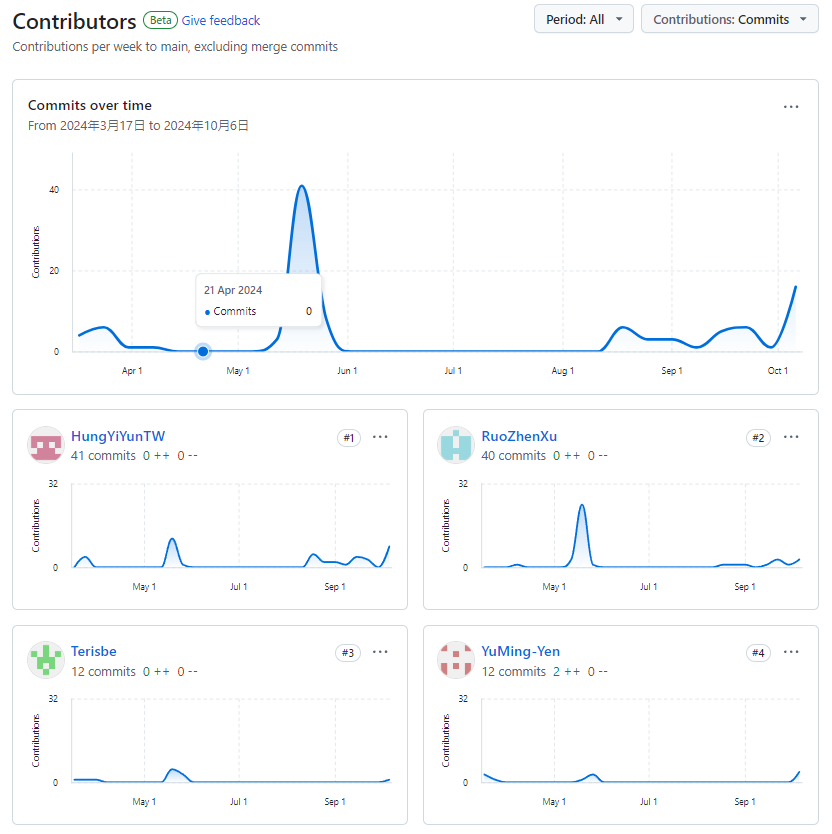 Contributors Beta Give feedback
Period: All
Contributions: Commits
Contributions per week to main, excluding merge commits
Commits over time
From 2024年3月17日 to 2024年10月6日
Contributions
40
20
0
21 Apr 2024
Commits 0
Apr 1 May 1 Jun 1 Jul 1 Aug 1 Sep 1 Oct 1
HungYiYunTW #1
41 commits 0 ++ 0 --
Contributions
32
0
May 1 Jul 1 Sep 1
RuoZhenXu #2
40 commits 0 ++ 0 --
Contributions
32
0
May 1 Jul 1 Sep 1
Terisbe #3
12 commits 0 ++ 0 --
Contributions
32
0
May 1 Jul 1 Sep 1
YuMing-Yen #4
12 commits 2 ++ 0 --
Contributions
32
0
May 1 Jul 1 Sep 1